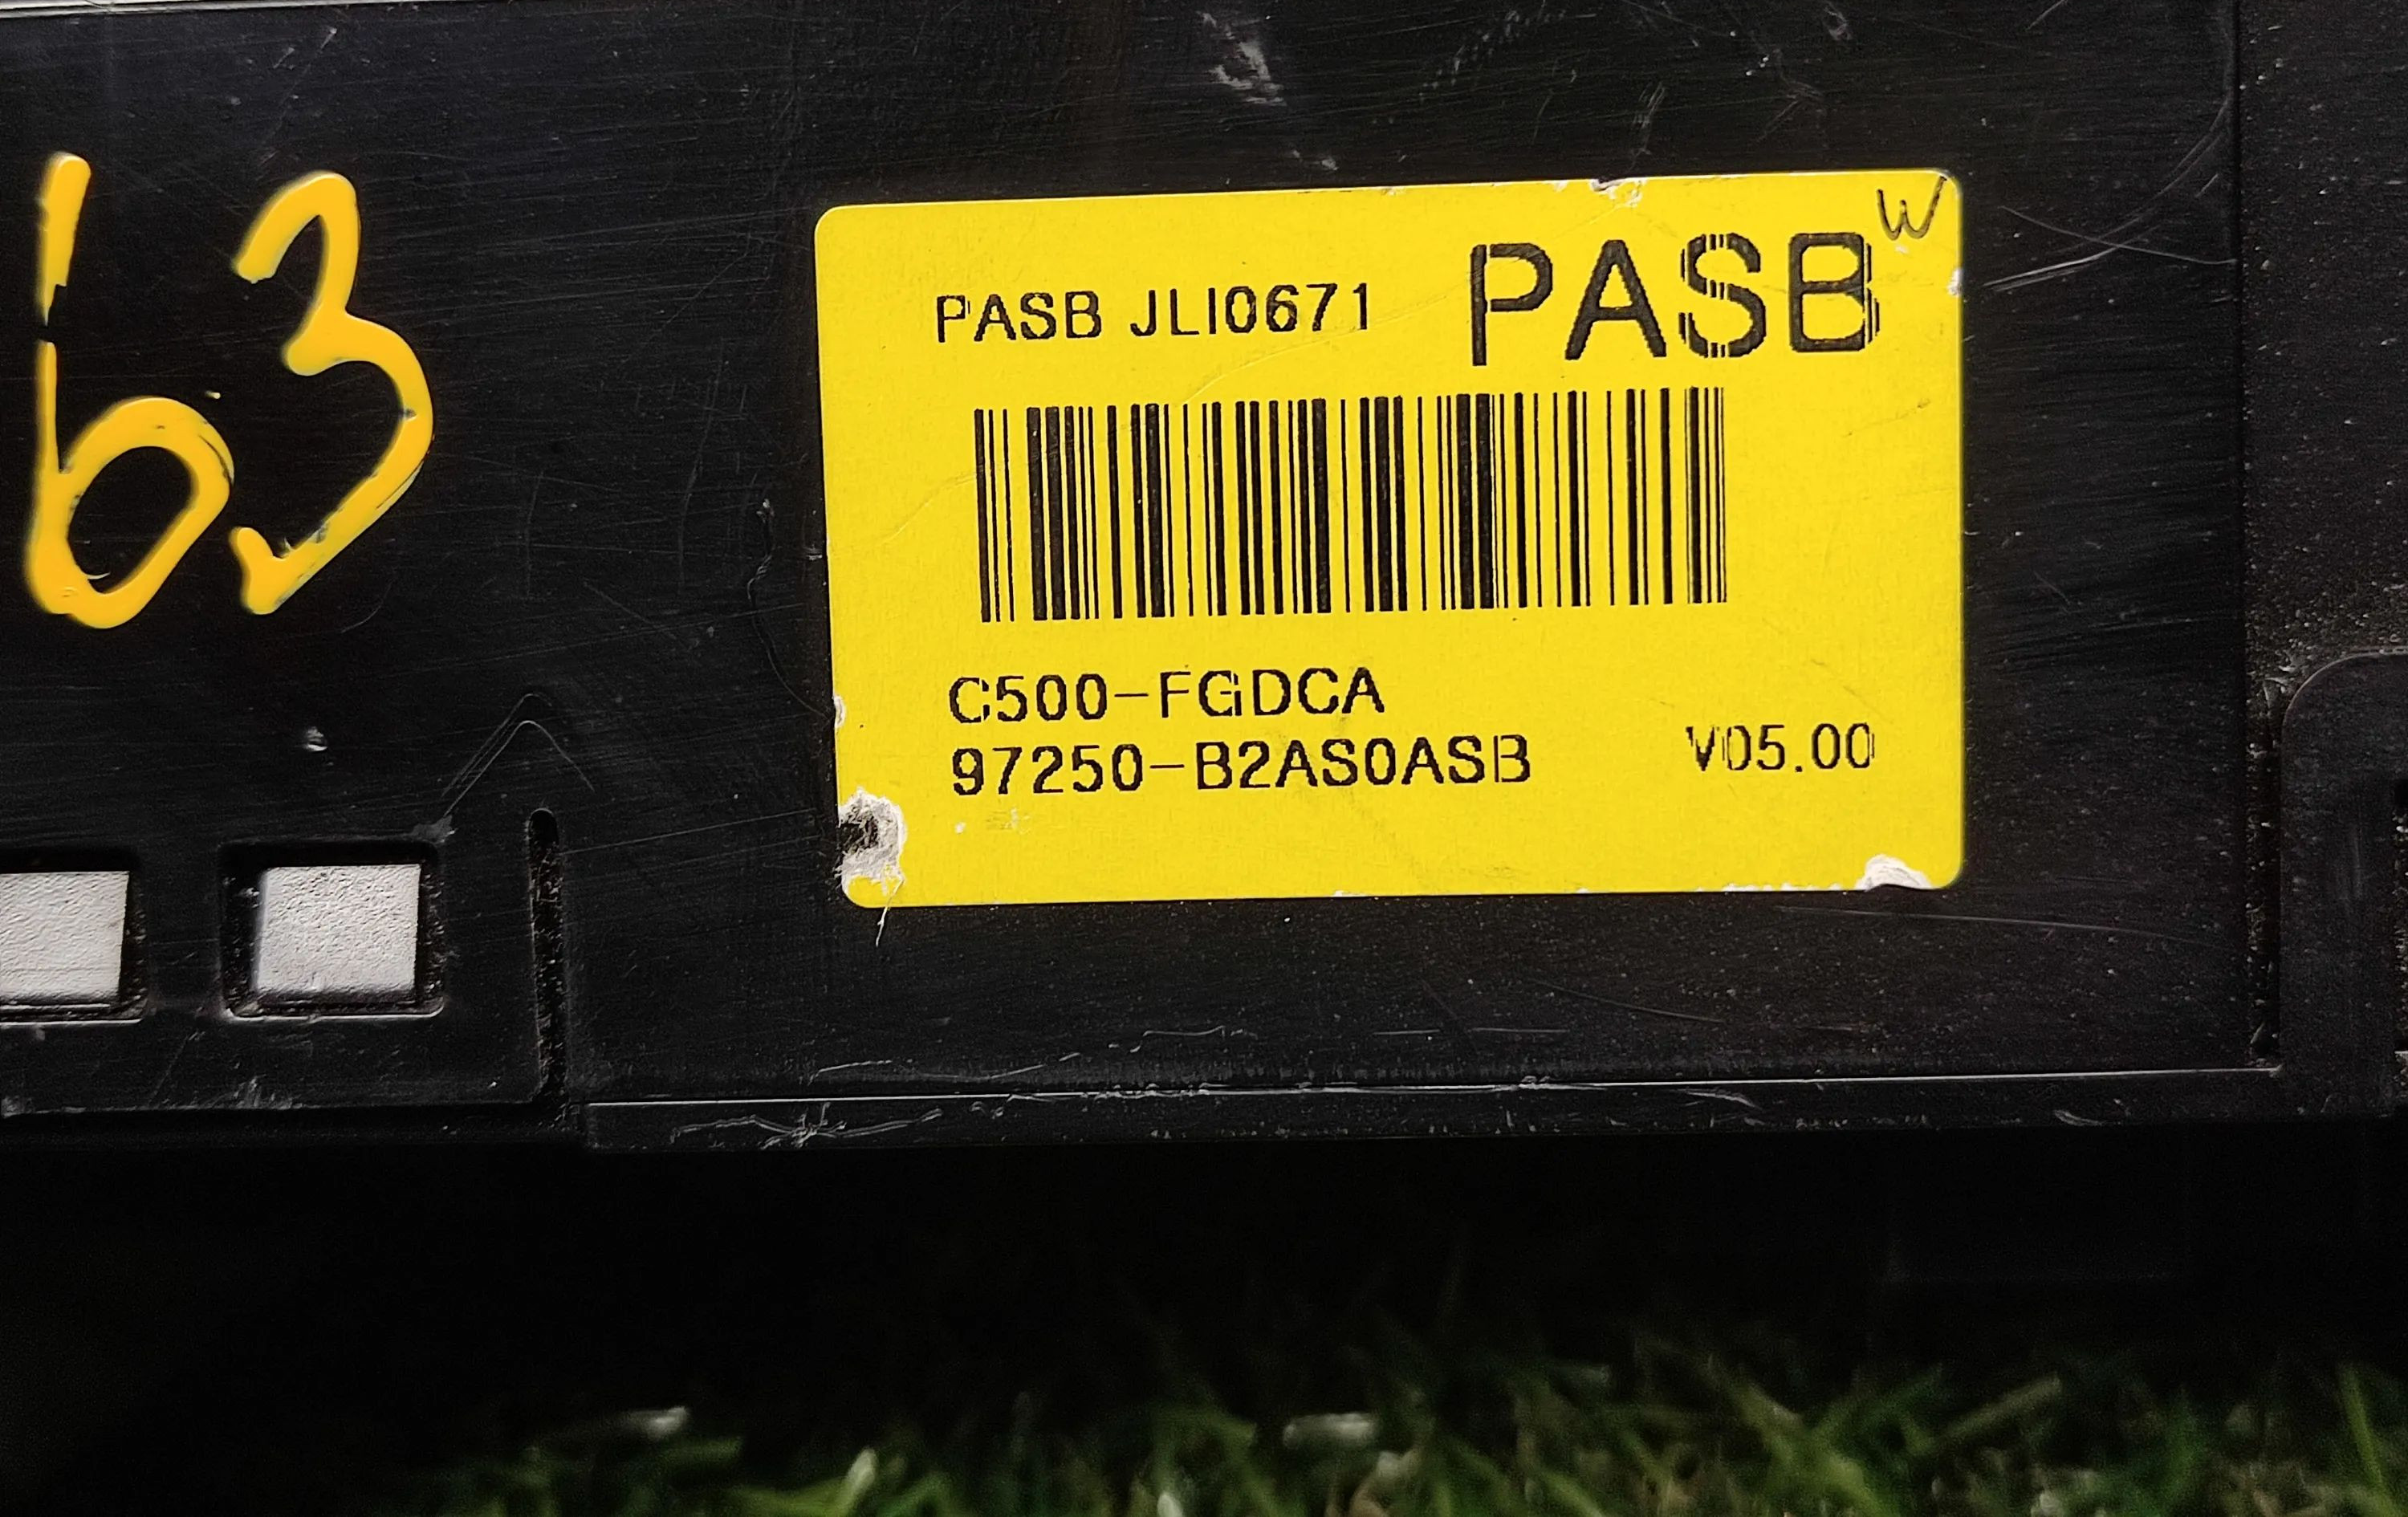 63
W
PASB JLI0671 PASB
C500-FGDCA
97250-B2AS0ASB V05.00